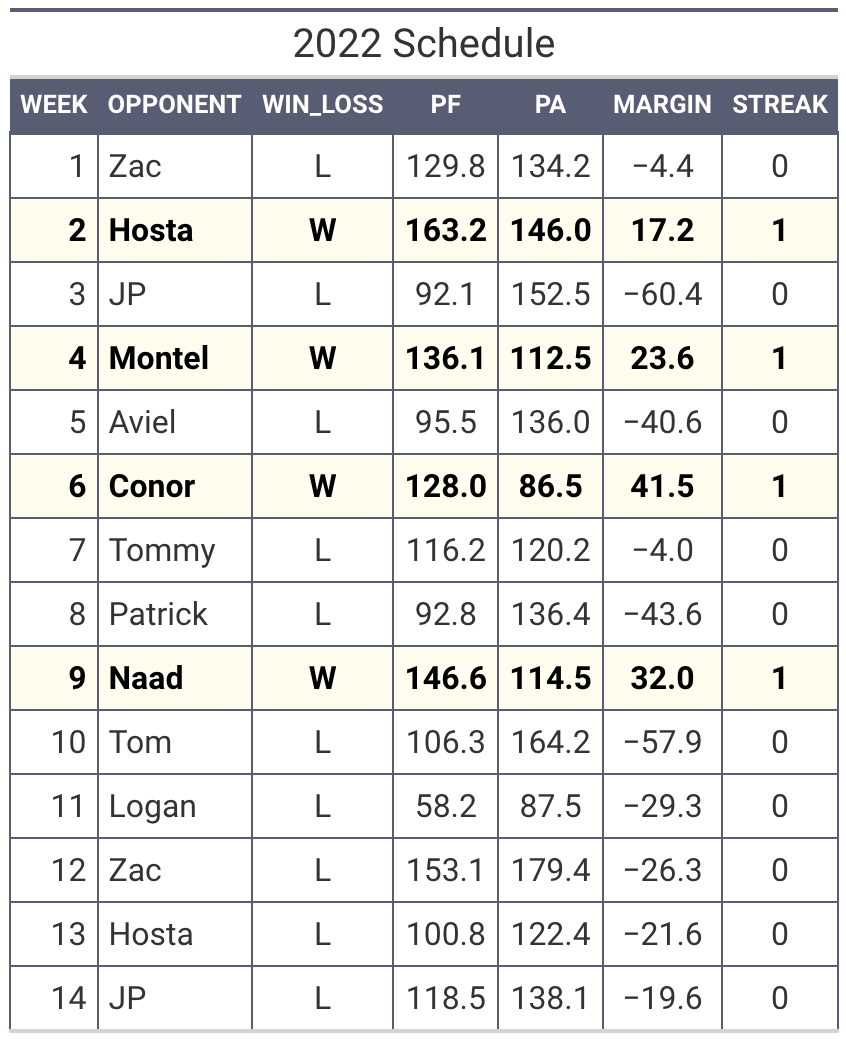 2022 Schedule
WEEK OPPONENT WIN_LOSS PF PA MARGIN STREAK
1 Zac L 129.8 134.2 −4.4 0
2 Hosta W 163.2 146.0 17.2 1
3 JP L 92.1 152.5 −60.4 0
4 Montel W 136.1 112.5 23.6 1
5 Aviel L 95.5 136.0 −40.6 0
6 Conor W 128.0 86.5 41.5 1
7 Tommy L 116.2 120.2 −4.0 0
8 Patrick L 92.8 136.4 −43.6 0
9 Naad W 146.6 114.5 32.0 1
10 Tom L 106.3 164.2 −57.9 0
11 Logan L 58.2 87.5 −29.3 0
12 Zac L 153.1 179.4 −26.3 0
13 Hosta L 100.8 122.4 −21.6 0
14 JP L 118.5 138.1 −19.6 0